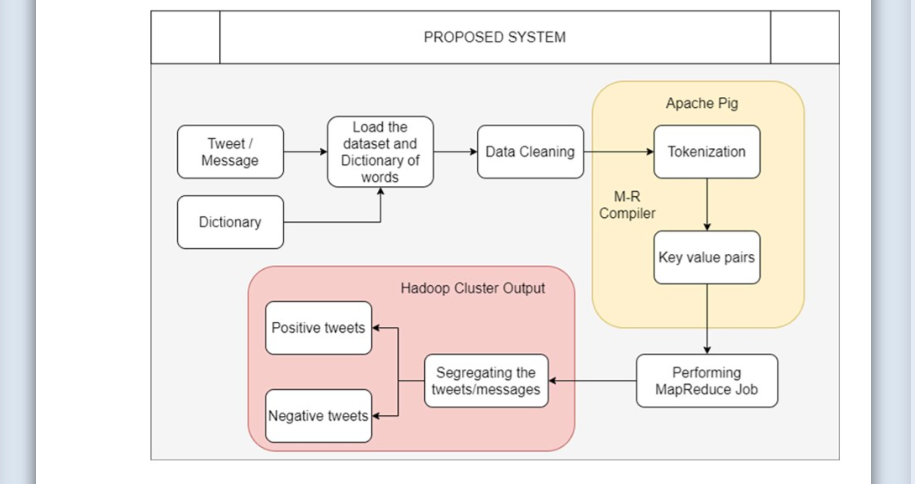 PROPOSED SYSTEM
Apache Pig
Tweet /
Message
Load the
dataset and
Dictionary of
words
Data Cleaning
Tokenization
Dictionary
M-R
Compiler
Key value pairs
Hadoop Cluster Output
Positive tweets
Segregating the
tweets/messages
Performing
MapReduce Job
Negative tweets